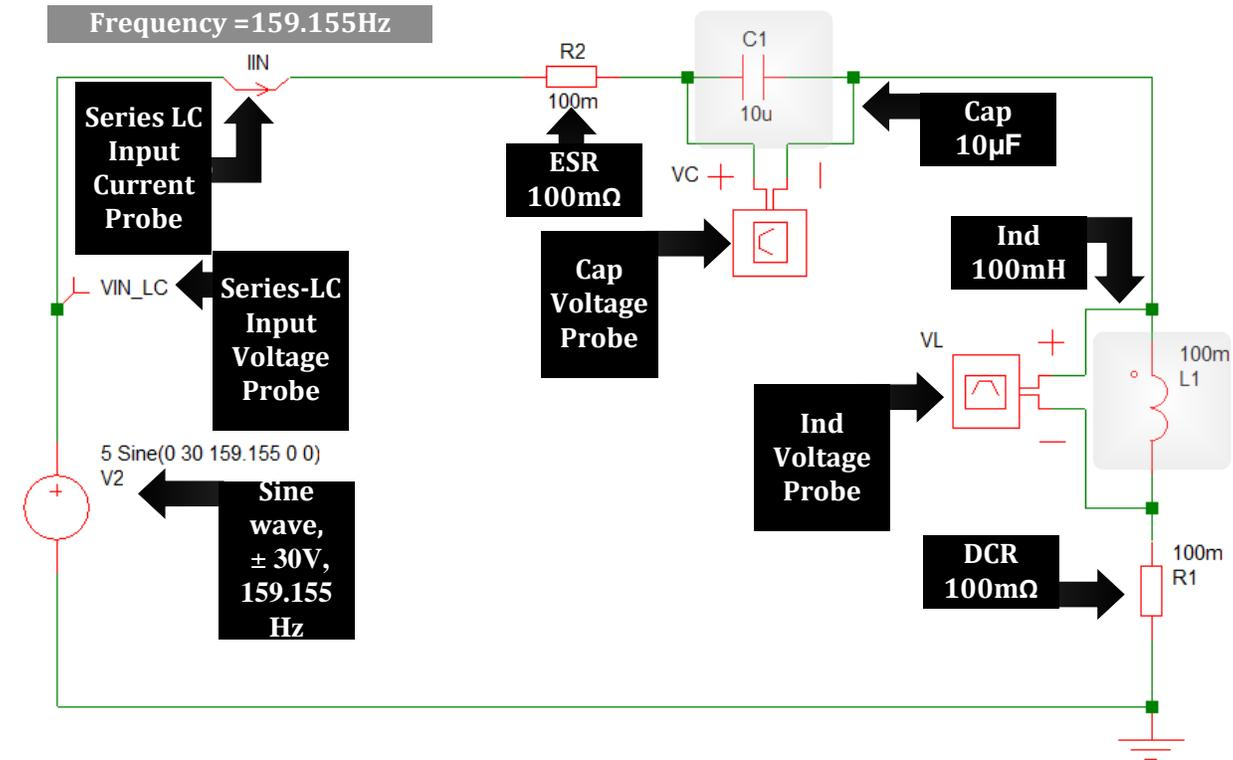 Frequency =159.155Hz
IIN
R2
100m
C1
10u
Series LC
Input
Current
Probe
ESR
100mΩ
VC
Cap
10µF
Cap
Voltage
Probe
Ind
100mH
VIN_LC
Series-LC
Input
Voltage
Probe
VL
100m
L1
Ind
Voltage
Probe
5 Sine(0 30 159.155 0 0)
V2
Sine
wave,
± 30V,
159.155
Hz
DCR
100mΩ
100m
R1